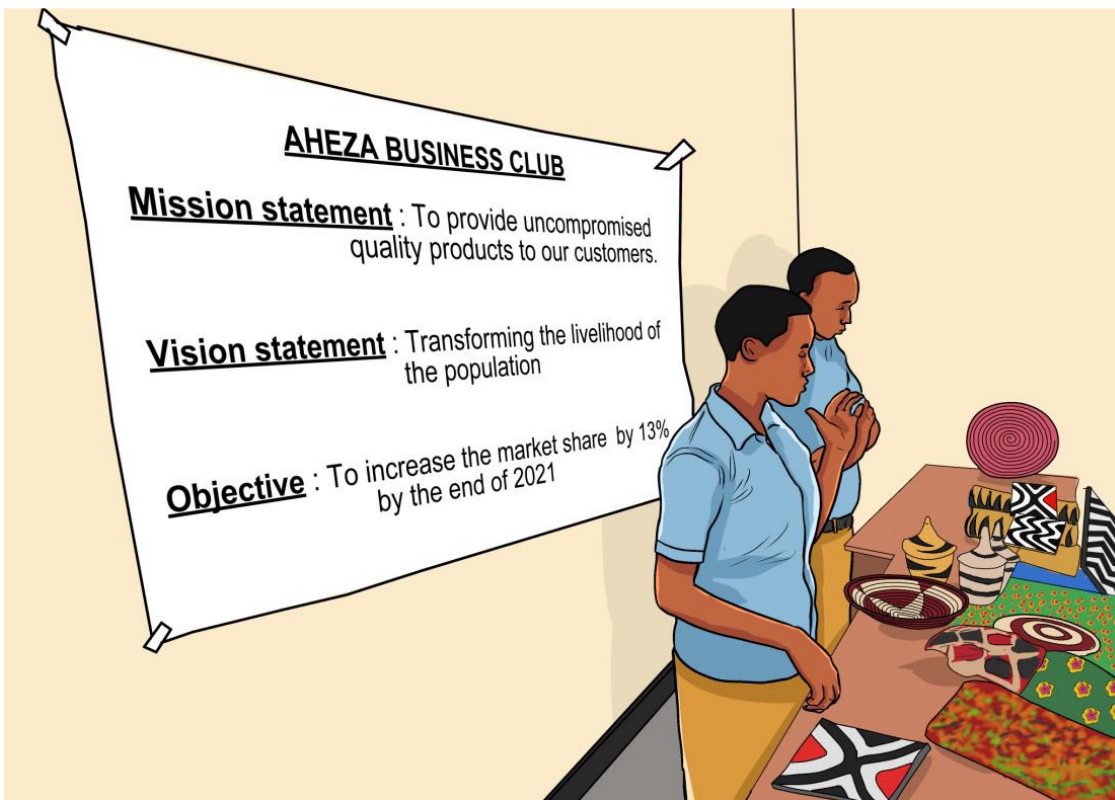 AHEZA BUSINESS CLUB
Mission statement : To provide uncompromised
quality products to our customers.
Vision statement : Transforming the livelihood of
the population
Objective : To increase the market share by 13%
by the end of 2021